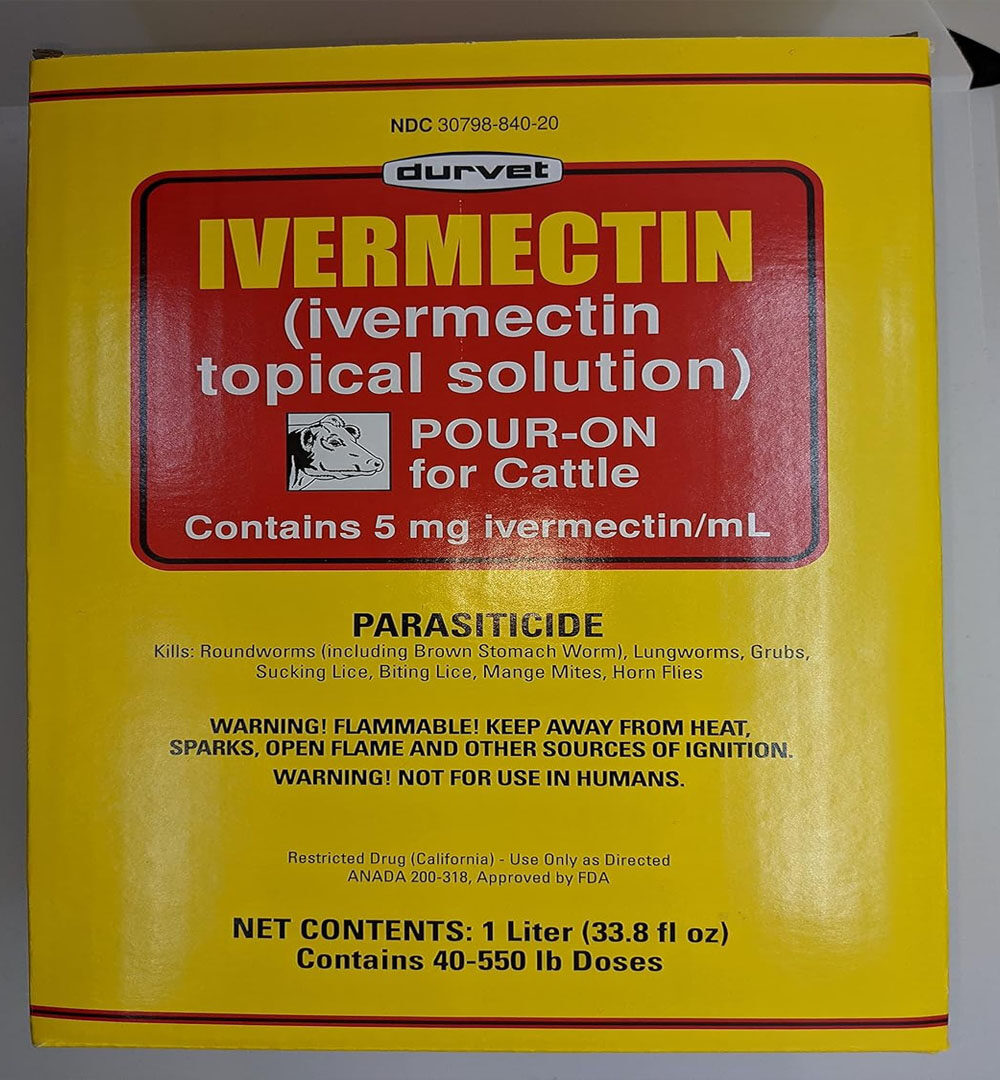 NDC 30798-840-20
durvet
IVERMECTIN
(ivermectin
topical solution)
POUR-ON
for Cattle
Contains 5 mg ivermectin/mL
PARASITICIDE
Kills: Roundworms (including Brown Stomach Worm), Lungworms, Grubs,
Sucking Lice, Biting Lice, Mange Mites, Horn Flies
WARNING! FLAMMABLE! KEEP AWAY FROM HEAT,
SPARKS, OPEN FLAME AND OTHER SOURCES OF IGNITION.
WARNING! NOT FOR USE IN HUMANS.
Restricted Drug (California) - Use Only as Directed
ANADA 200-318, Approved by FDA
NET CONTENTS: 1 Liter (33.8 fl oz)
Contains 40-550 lb Doses